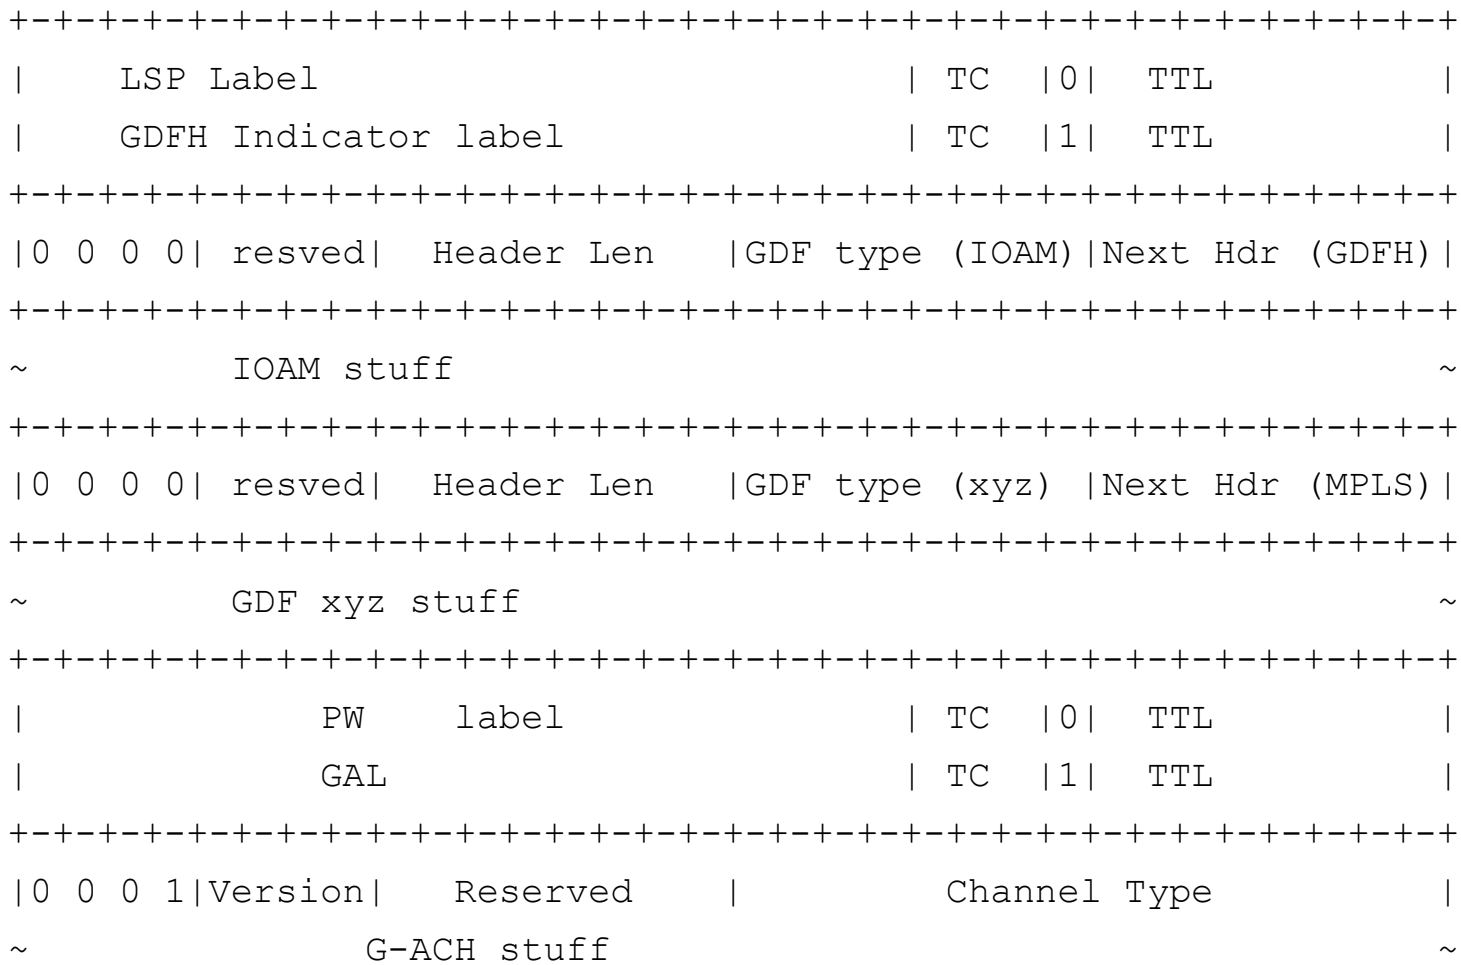 +-+-+-+-+-+-+-+-+-+-+-+-+-+-+-+-+-+-+-+-+-+-+-+-+-+-+-+-+-+-+-+-+
|    LSP Label                          | TC  |0|  TTL          |
|    GDFH Indicator label               | TC  |1|  TTL          |
+-+-+-+-+-+-+-+-+-+-+-+-+-+-+-+-+-+-+-+-+-+-+-+-+-+-+-+-+-+-+-+-+
|0 0 0 0| resved|  Header Len   |GDF type (IOAM)|Next Hdr (GDFH)|
+-+-+-+-+-+-+-+-+-+-+-+-+-+-+-+-+-+-+-+-+-+-+-+-+-+-+-+-+-+-+-+-+
~         IOAM stuff                                            ~
+-+-+-+-+-+-+-+-+-+-+-+-+-+-+-+-+-+-+-+-+-+-+-+-+-+-+-+-+-+-+-+-+
|0 0 0 0| resved|  Header Len   |GDF type (xyz) |Next Hdr (MPLS)|
+-+-+-+-+-+-+-+-+-+-+-+-+-+-+-+-+-+-+-+-+-+-+-+-+-+-+-+-+-+-+-+-+
~         GDF xyz stuff                                         ~
+-+-+-+-+-+-+-+-+-+-+-+-+-+-+-+-+-+-+-+-+-+-+-+-+-+-+-+-+-+-+-+-+
|             PW    label               | TC  |0|  TTL          |
|             GAL                       | TC  |1|  TTL          |
+-+-+-+-+-+-+-+-+-+-+-+-+-+-+-+-+-+-+-+-+-+-+-+-+-+-+-+-+-+-+-+-+
|0 0 0 1|Version|   Reserved    |         Channel Type          |
~               G-ACH stuff                                     ~